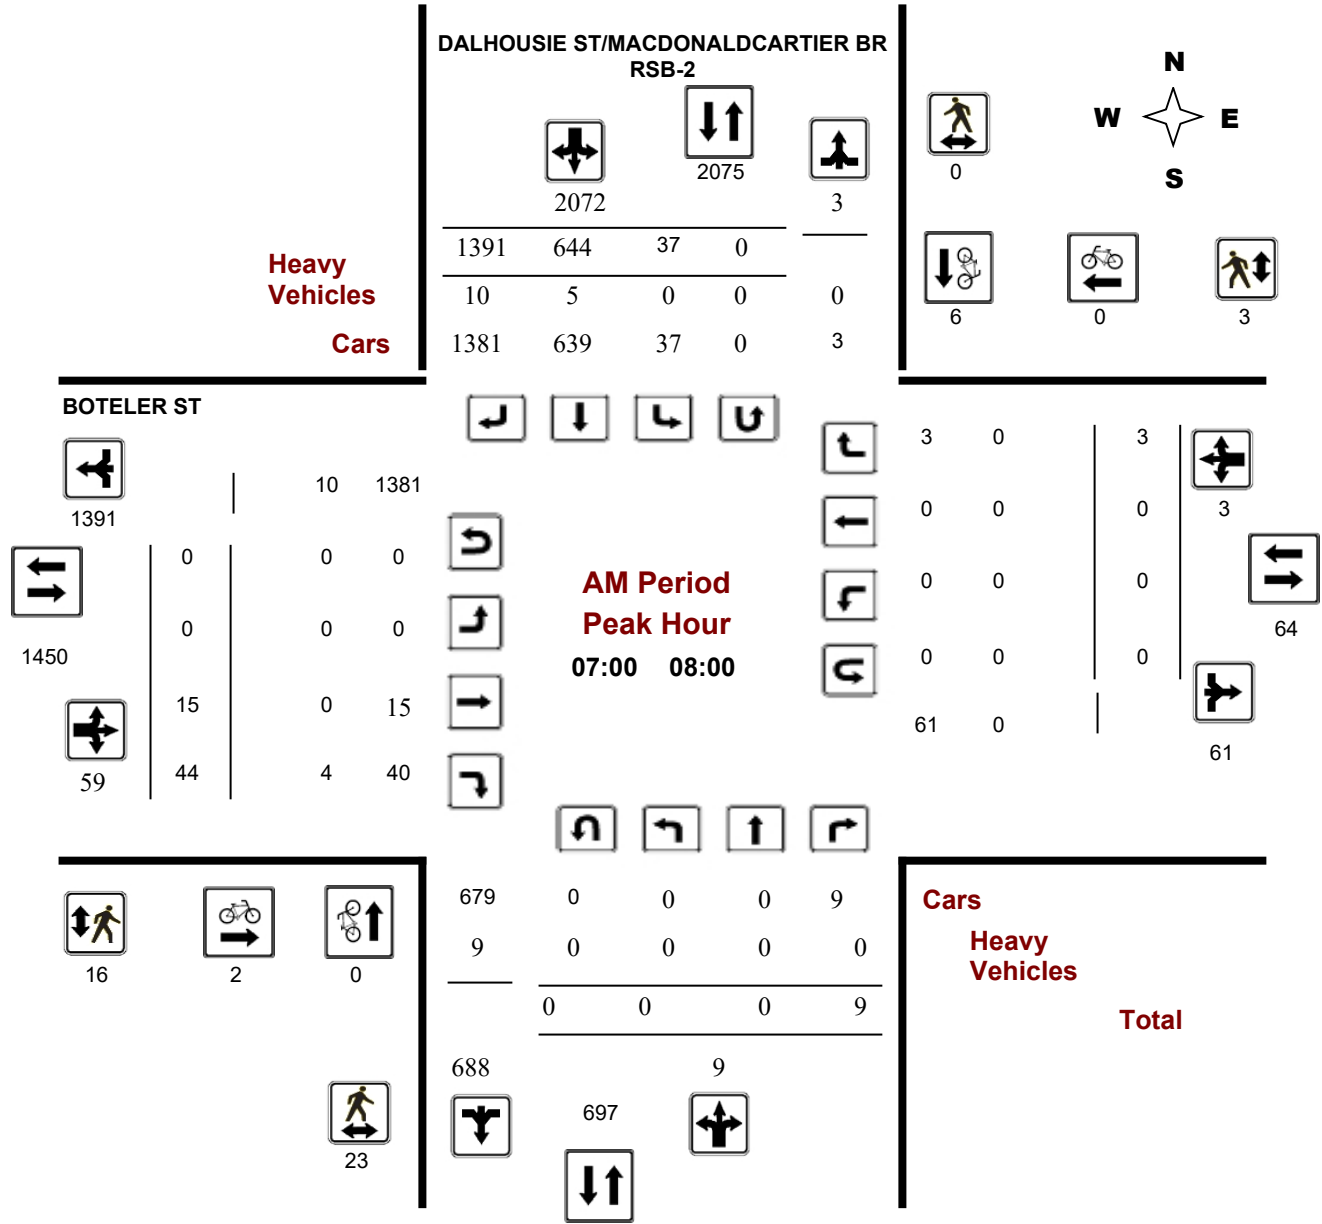 DALHOUSIE ST/MACDONALDCARTIER BR
RSB-2
N
W E
S
2075
0
2072 3
1391 644 37 0
Heavy
Vehicles
10 5 0 0 0
6 0 3
Cars
1381 639 37 0 3
BOTELER ST
3 0 3
10 1381
1391
0 0 0 3
0 0 0
AM Period
0 0 0
Peak Hour
0 0 0
64
1450
07:00 08:00
0 0 0
15 0 15
61 0
61
59
44 4 40
679 0 0 0 9
Cars
9 0 0 0 0
Heavy
Vehicles
16 2 0
0 0 0 9
Total
688 9
697
23